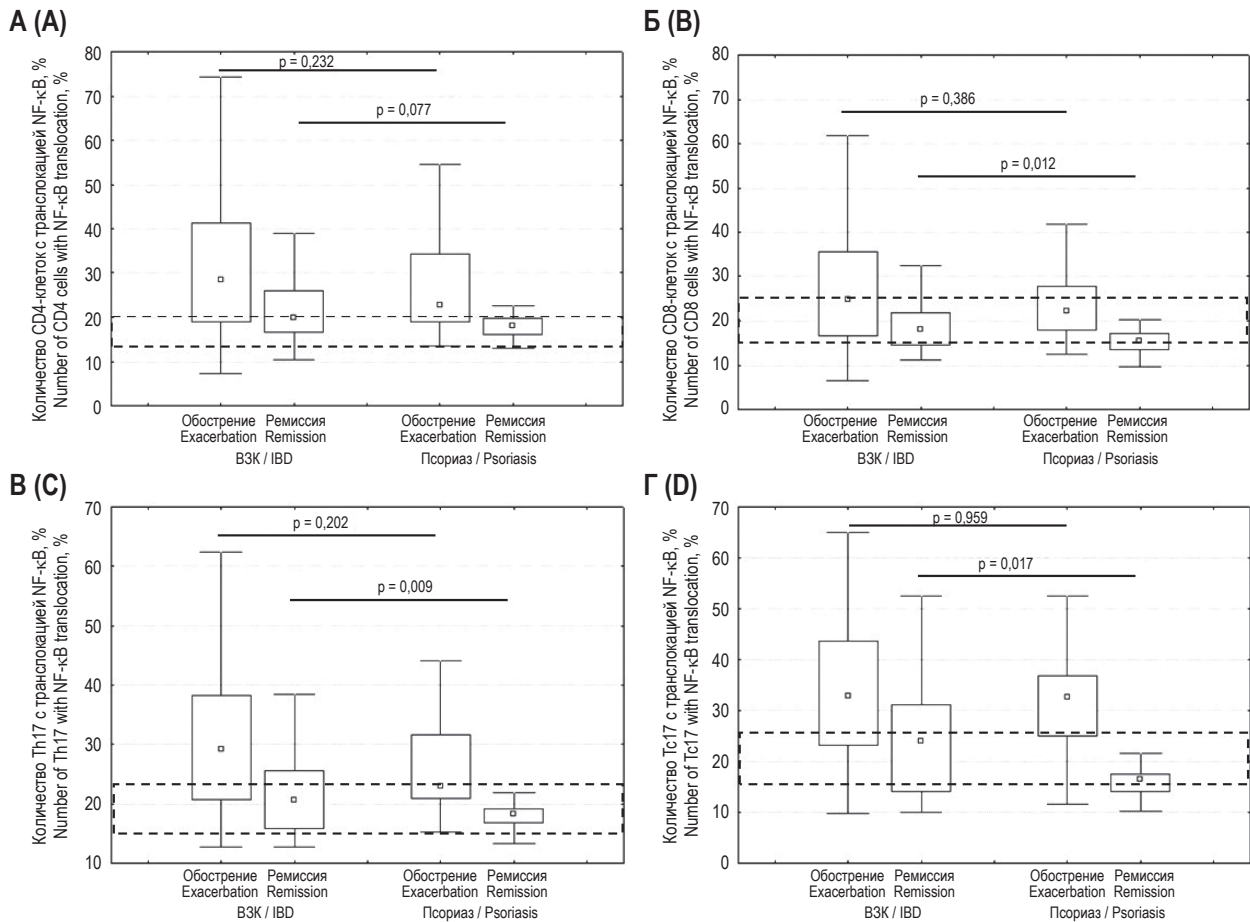 А (A)
Количество CD4-клеток с транслокацией NF-κB, %
Number of CD4 cells with NF-κB translocation, %
80
70
60
50
40
30
20
10
0
p = 0,232
p = 0,077
Обострение
Exacerbation
Ремиссия
Remission
Обострение
Exacerbation
Ремиссия
Remission
ВЗК / IBD
Псориаз / Psoriasis
Б (B)
Количество CD8-клеток с транслокацией NF-κB, %
Number of CD8 cells with NF-κB translocation, %
80
70
60
50
40
30
20
10
0
p = 0,386
p = 0,012
Обострение
Exacerbation
Ремиссия
Remission
Обострение
Exacerbation
Ремиссия
Remission
ВЗК / IBD
Псориаз / Psoriasis
В (C)
Количество Th17 с транслокацией NF-κB, %
Number of Th17 with NF-κB translocation, %
70
60
50
40
30
20
10
p = 0,202
p = 0,009
Обострение
Exacerbation
Ремиссия
Remission
Обострение
Exacerbation
Ремиссия
Remission
ВЗК / IBD
Псориаз / Psoriasis
Г (D)
Количество Tc17 с транслокацией NF-κB, %
Number of Tc17 with NF-κB translocation, %
70
60
50
40
30
20
10
0
p = 0,959
p = 0,017
Обострение
Exacerbation
Ремиссия
Remission
Обострение
Exacerbation
Ремиссия
Remission
ВЗК / IBD
Псориаз / Psoriasis